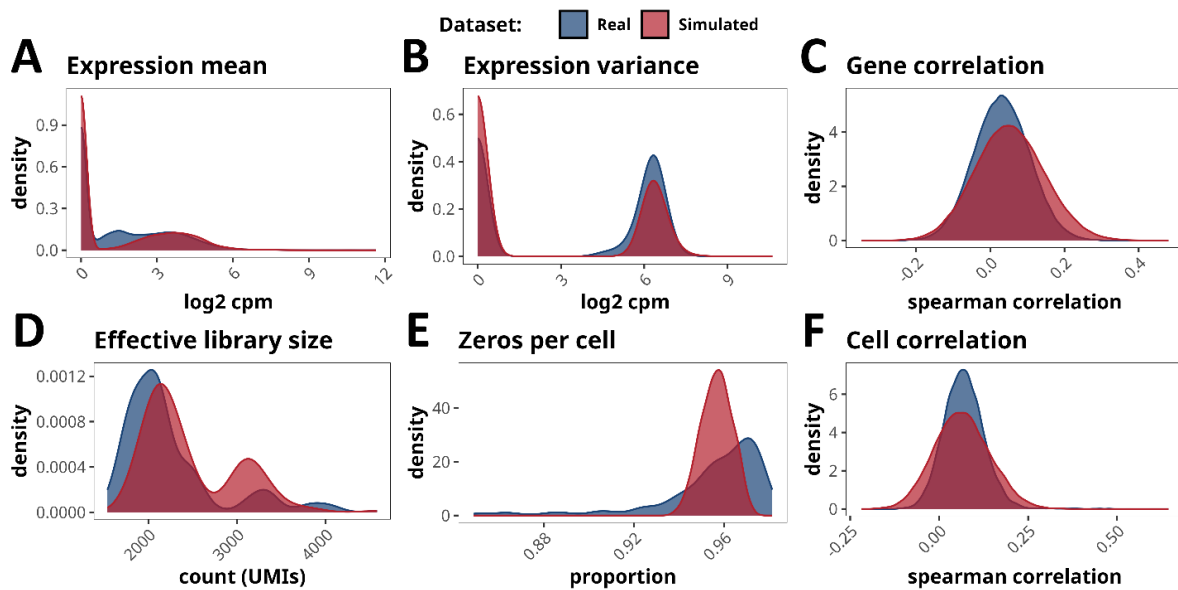 Dataset: Real Simulated
A Expression mean
0.9
0.6
0.3
0.0
density
0 3 6 9 12
log2 cpm
B Expression variance
0.6
0.4
0.2
0.0
density
0 3 6 9
log2 cpm
C Gene correlation
4
2
0
density
-0.2 0.0 0.2 0.4
spearman correlation
D Effective library size
0.0012
0.0008
0.0004
0.0000
density
2000 3000 4000
count (UMIs)
E Zeros per cell
40
20
0
density
0.88 0.92 0.96
proportion
F Cell correlation
6
4
2
0
density
-0.25 0.00 0.25 0.50
spearman correlation